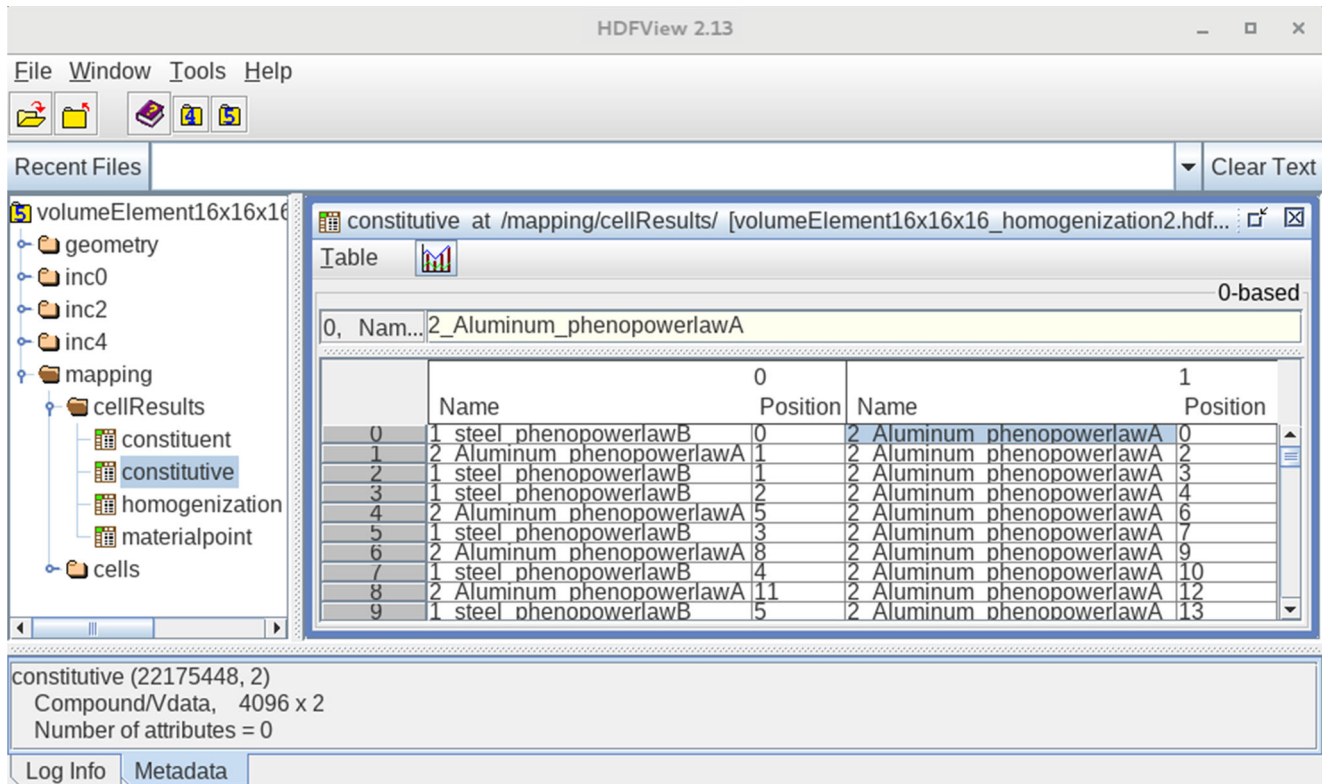 HDFView 2.13
File Window Tools Help
Recent Files Clear Text
volumeElement16x16x16
geometry
inc0
inc2
inc4
mapping
cellResults
constituent
constitutive
homogenization
materialpoint
cells
constitutive at /mapping/cellResults/ [volumeElement16x16x16_homogenization2.hdf...
Table
0-based
0, Nam... 2_Aluminum_phenopowerlawA
0 1
Name Position Name Position
0 1_steel_phenopowerlawB 0 2_Aluminum_phenopowerlawA 0
1 2_Aluminum_phenopowerlawA 1 2_Aluminum_phenopowerlawA 2
2 1_steel_phenopowerlawB 1 2_Aluminum_phenopowerlawA 3
3 1_steel_phenopowerlawB 2 2_Aluminum_phenopowerlawA 4
4 2_Aluminum_phenopowerlawA 5 2_Aluminum_phenopowerlawA 6
5 1_steel_phenopowerlawB 3 2_Aluminum_phenopowerlawA 7
6 2_Aluminum_phenopowerlawA 8 2_Aluminum_phenopowerlawA 9
7 1_steel_phenopowerlawB 4 2_Aluminum_phenopowerlawA 10
8 2_Aluminum_phenopowerlawA 11 2_Aluminum_phenopowerlawA 12
9 1_steel_phenopowerlawB 5 2_Aluminum_phenopowerlawA 13
constitutive (22175448, 2)
Compound/Vdata, 4096 x 2
Number of attributes = 0
Log Info Metadata